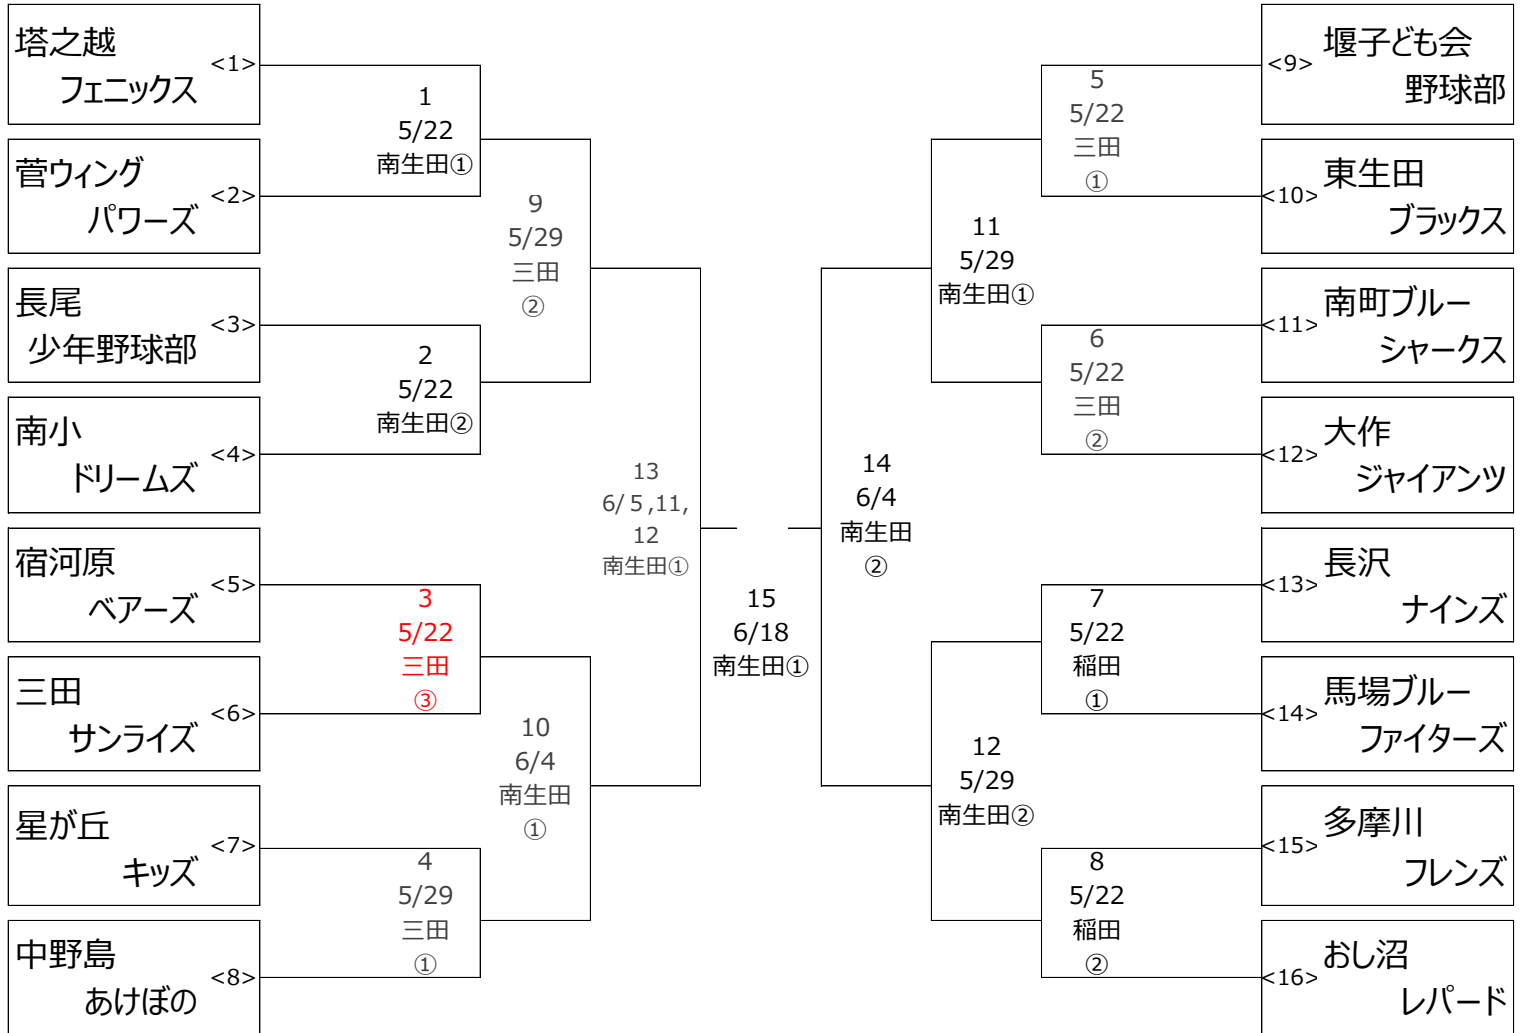 塔之越
フェニックス
<1>
菅ウィング
パワーズ
<2>
長尾
少年野球部
<3>
南小
ドリームズ
<4>
宿河原
ベアーズ
<5>
三田
サンライズ
<6>
星が丘
キッズ
<7>
中野島
あけぼの
<8>
1
5/22
南生田①
2
5/22
南生田②
3
5/22
三田
③
4
5/29
三田
①
9
5/29
三田
②
10
6/4
南生田
①
13
6/５,11,
12
南生田①
15
6/18
南生田①
14
6/4
南生田
②
11
5/29
南生田①
12
5/29
南生田②
5
5/22
三田
①
6
5/22
三田
②
7
5/22
稲田
①
8
5/22
稲田
②
<9>
堰子ども会
野球部
<10>
東生田
ブラックス
<11>
南町ブルー
シャークス
<12>
大作
ジャイアンツ
<13>
長沢
ナインズ
<14>
馬場ブルー
ファイターズ
<15>
多摩川
フレンズ
<16>
おし沼
レパード